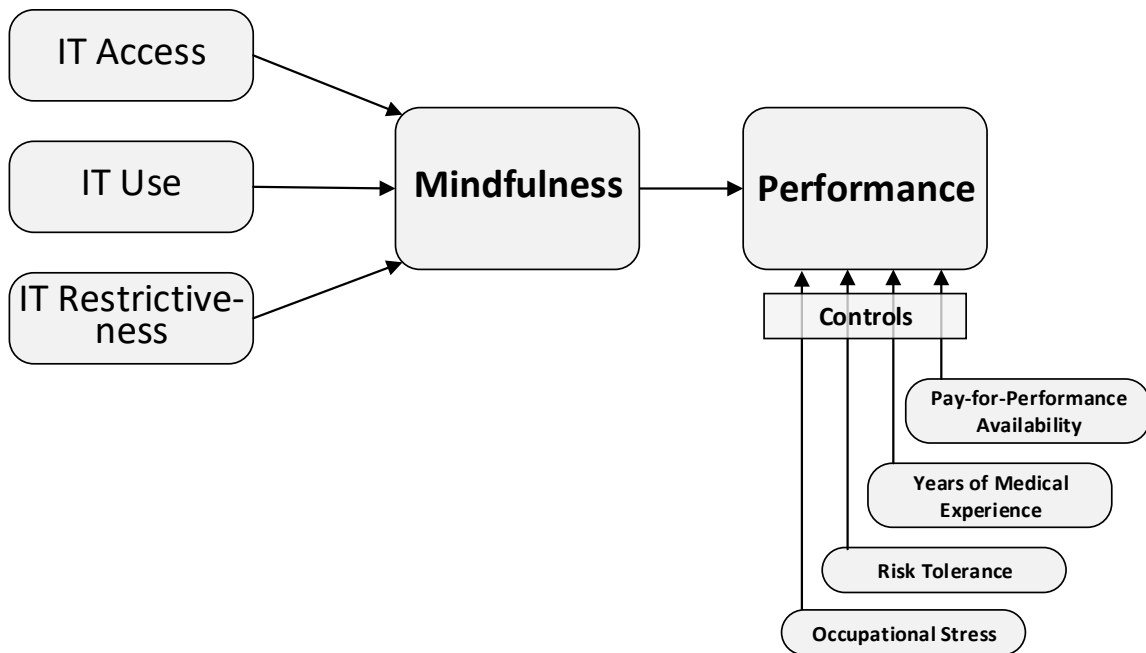 IT Access
IT Use
IT Restrictive-
ness
Mindfulness
Performance
Controls
Pay-for-Performance
Availability
Years of Medical
Experience
Risk Tolerance
Occupational Stress